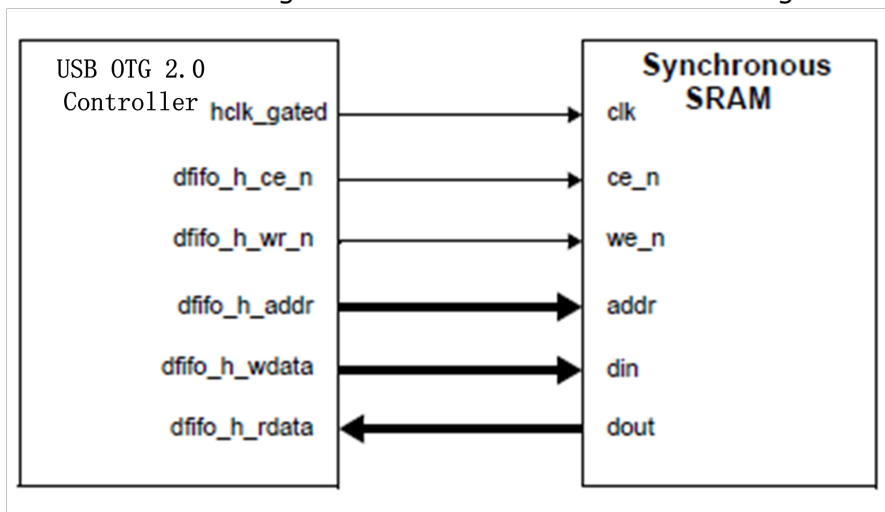 USB OTG 2.0
Controller
Synchronous
SRAM
hclk_gated
clk
dfifo_h_ce_n
ce_n
dfifo_h_wr_n
we_n
dfifo_h_addr
addr
dfifo_h_wdata
din
dfifo_h_rdata
dout